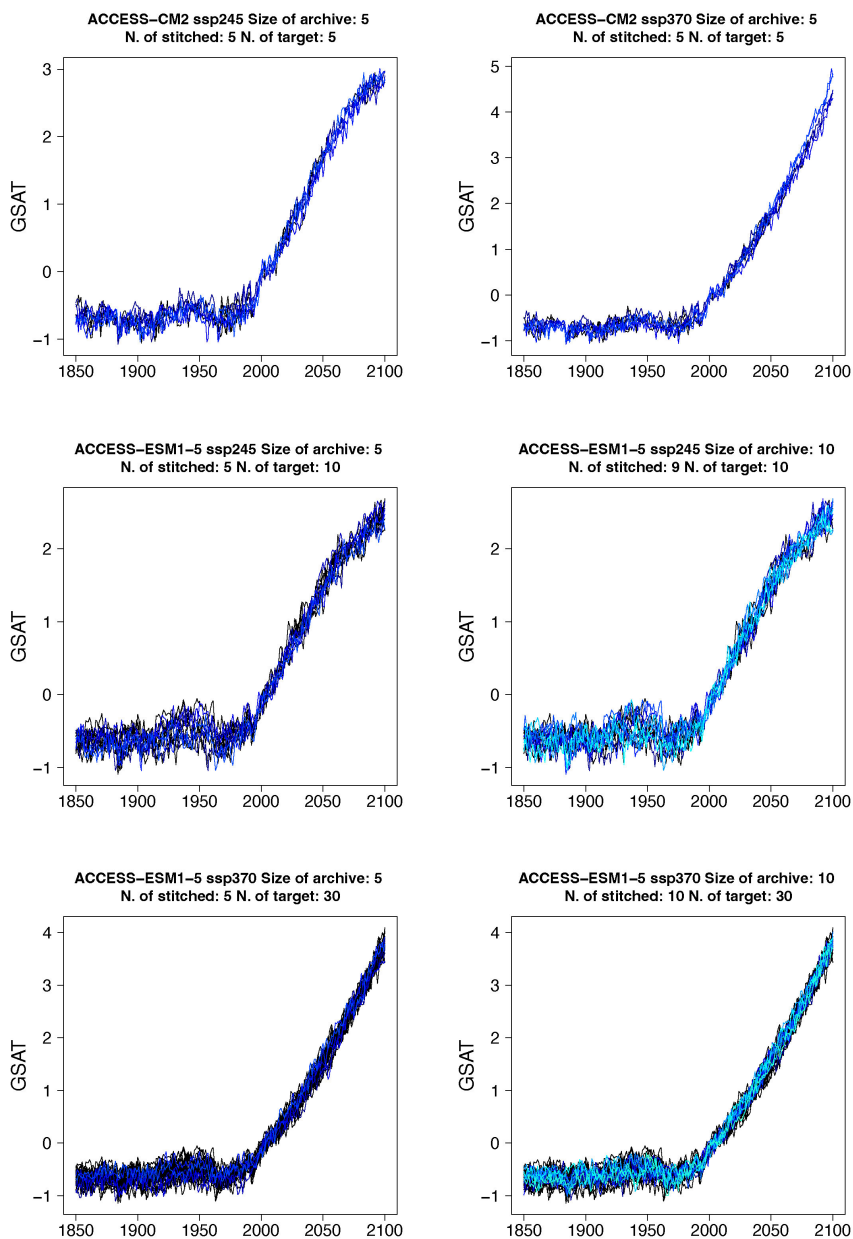 ACCESS−CM2 ssp245 Size of archive: 5
N. of stitched: 5 N. of target: 5
3
2
1
0
−1
GSAT
1850 1900 1950 2000 2050 2100
ACCESS−CM2 ssp370 Size of archive: 5
N. of stitched: 5 N. of target: 5
5
4
3
2
1
0
−1
GSAT
1850 1900 1950 2000 2050 2100
ACCESS−ESM1−5 ssp245 Size of archive: 5
N. of stitched: 5 N. of target: 10
2
1
0
−1
GSAT
1850 1900 1950 2000 2050 2100
ACCESS−ESM1−5 ssp245 Size of archive: 10
N. of stitched: 9 N. of target: 10
2
1
0
−1
GSAT
1850 1900 1950 2000 2050 2100
ACCESS−ESM1−5 ssp370 Size of archive: 5
N. of stitched: 5 N. of target: 30
4
3
2
1
0
−1
GSAT
1850 1900 1950 2000 2050 2100
ACCESS−ESM1−5 ssp370 Size of archive: 10
N. of stitched: 10 N. of target: 30
4
3
2
1
0
−1
GSAT
1850 1900 1950 2000 2050 2100